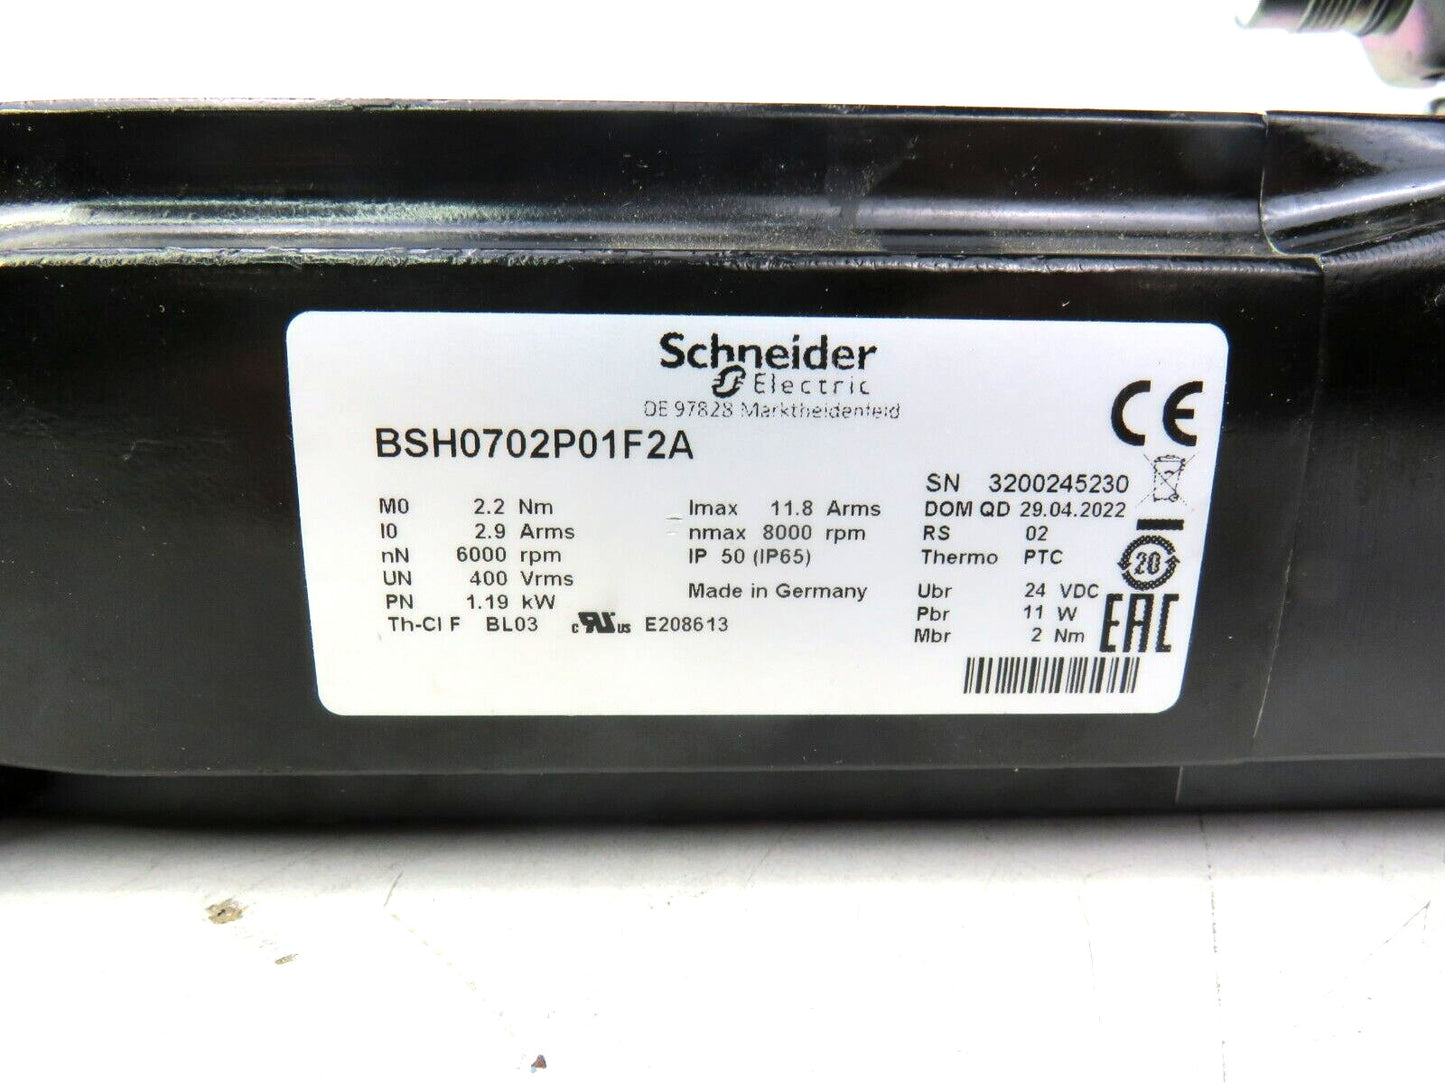 Schneider
Electric
DE 97828 Marktheidenfeld
BSH0702P01F2A
CE
SN 3200245230
M0 2.2 Nm Imax 11.8 Arms DOM QD 29.04.2022
I0 2.9 Arms nmax 8000 rpm RS 02
nN 6000 rpm IP 50 (IP65) Thermo PTC
UN 400 Vrms Made in Germany Ubr 24 VDC
PN 1.19 kW Pbr 11 W
Th-Cl F BL03 c UR us E208613 Mbr 2 Nm
20
EAC